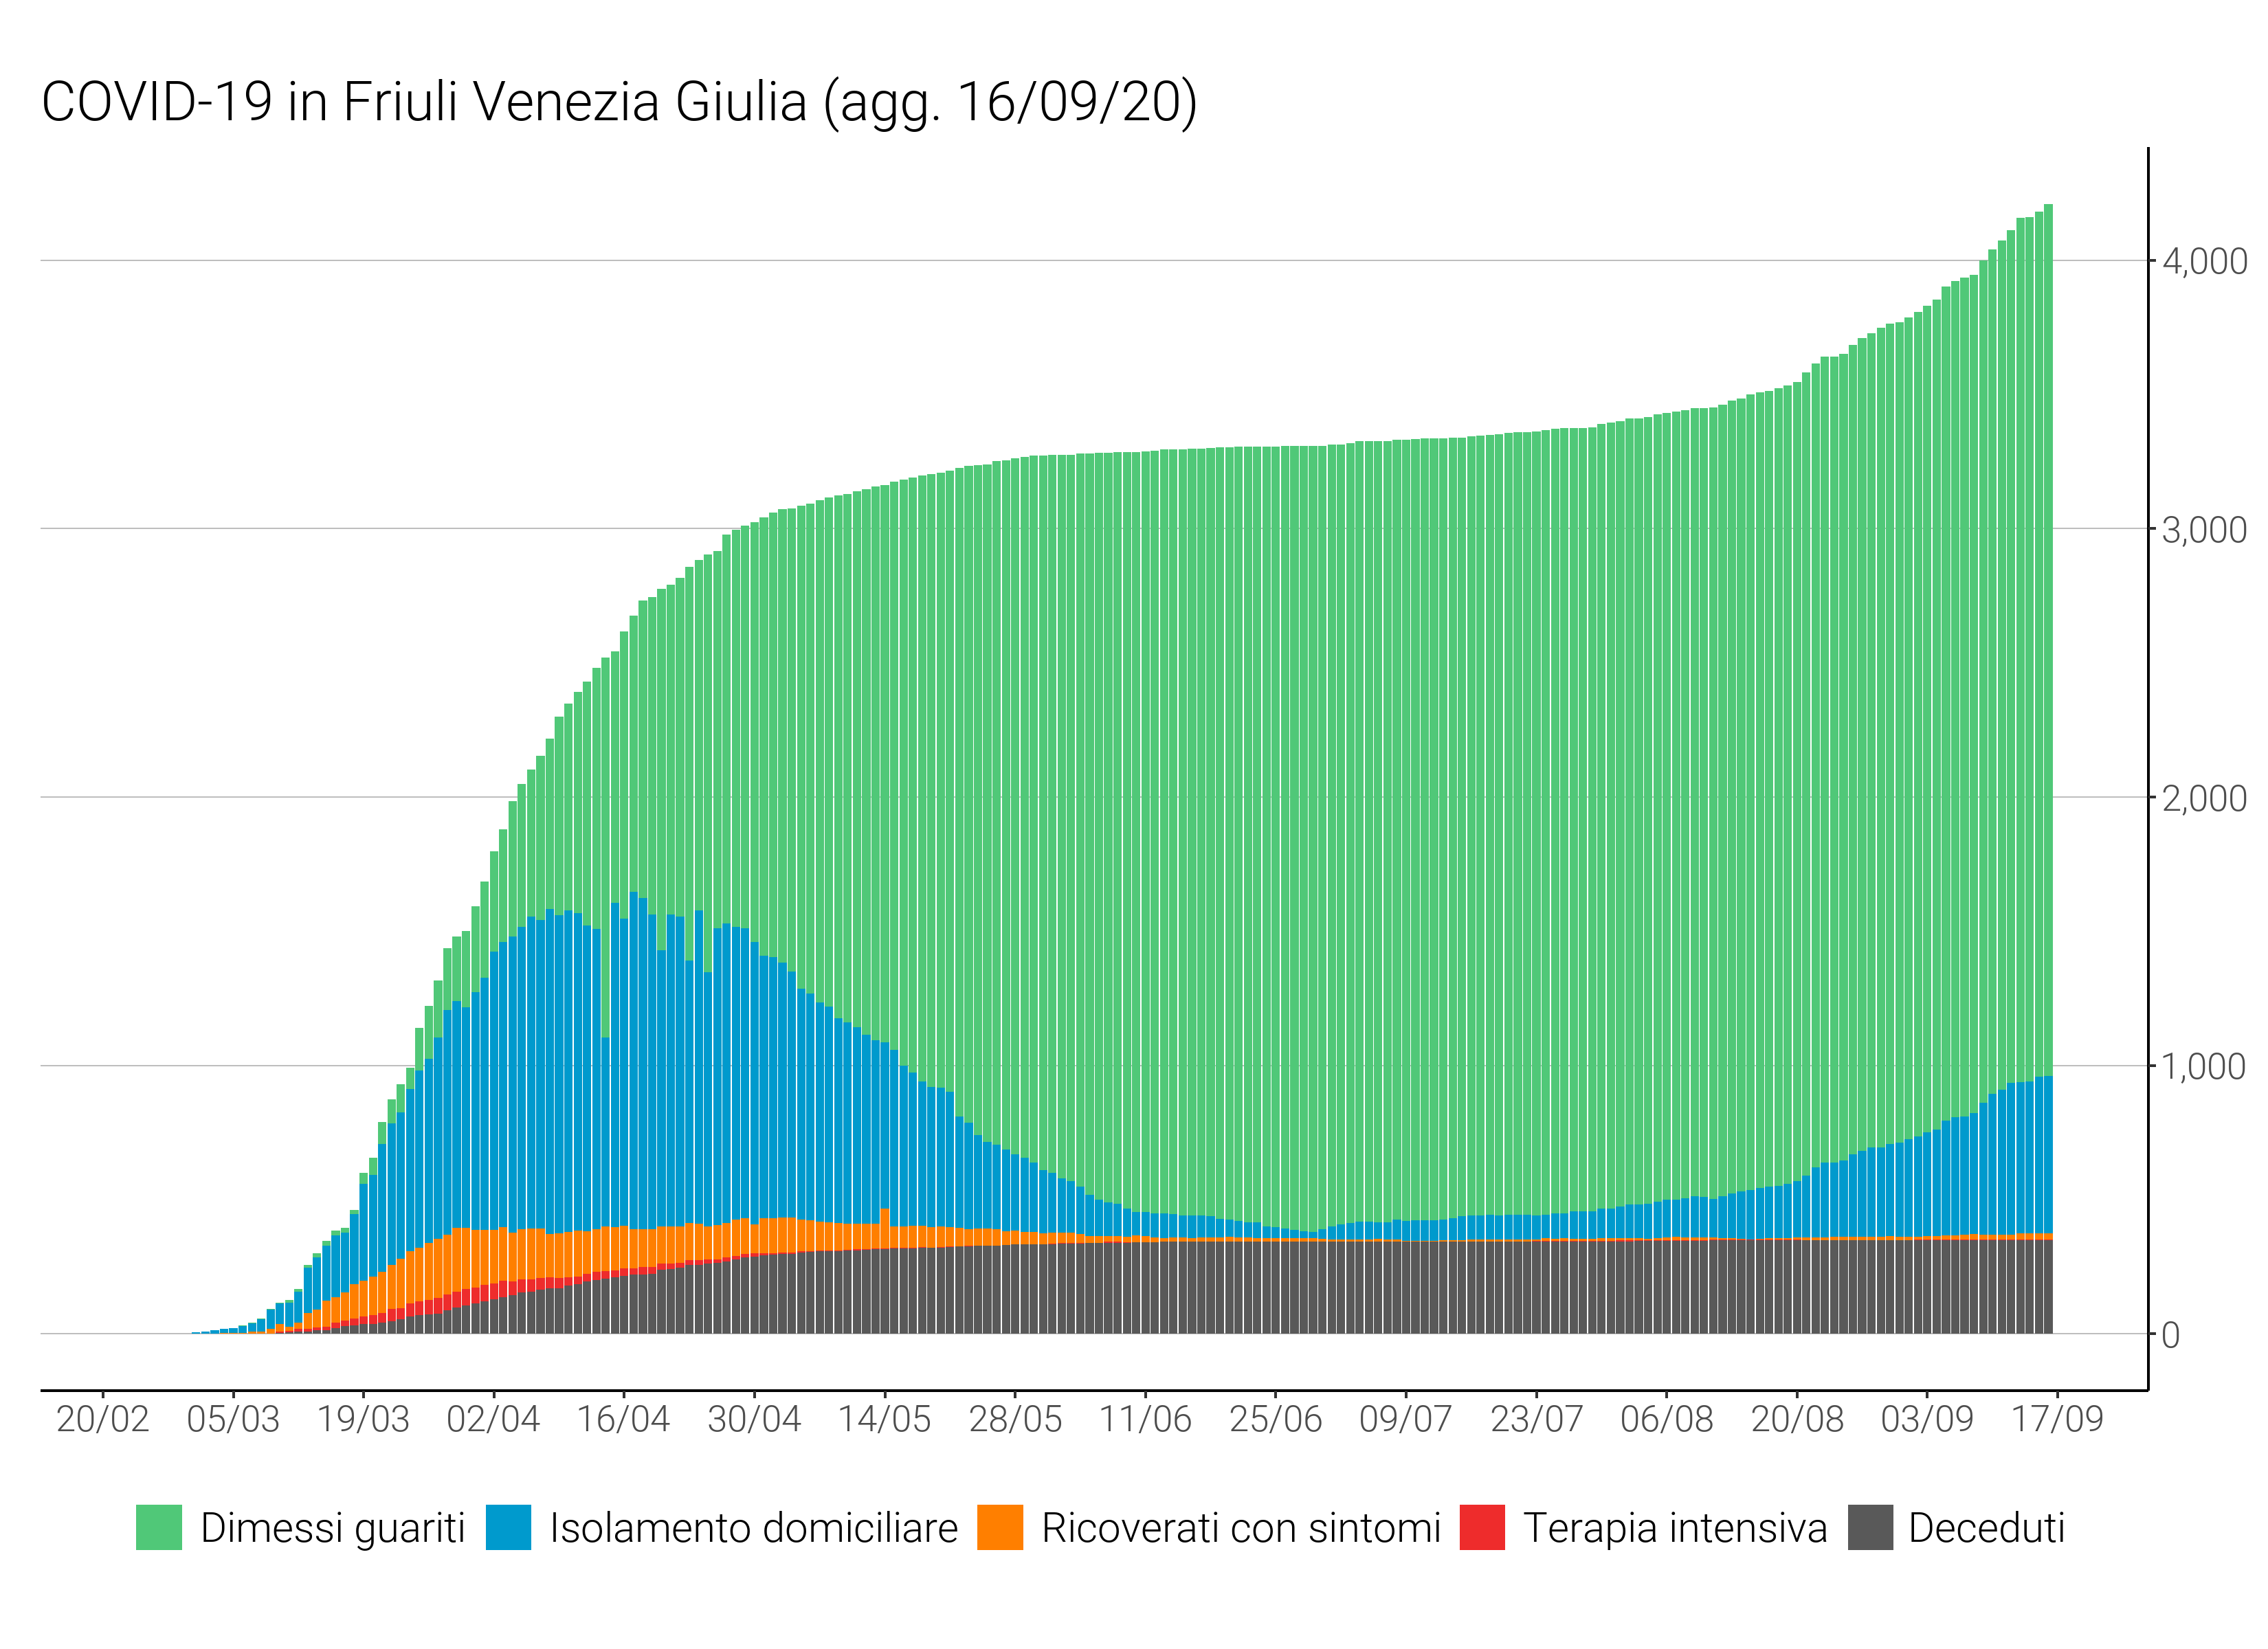 COVID-19 in Friuli Venezia Giulia (agg. 16/09/20)
4,000
3,000
2,000
1,000
0
20/02 05/03 19/03 02/04 16/04 30/04 14/05 28/05 11/06 25/06 09/07 23/07 06/08 20/08 03/09 17/09
Dimessi guariti Isolamento domiciliare Ricoverati con sintomi Terapia intensiva Deceduti